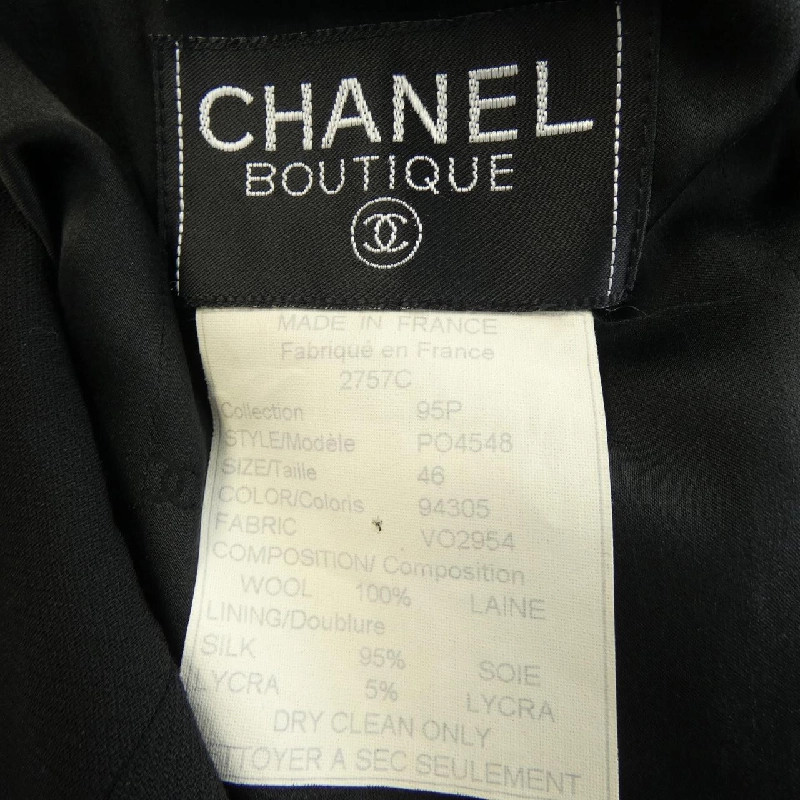 CHANEL
BOUTIQUE
MADE IN FRANCE
Fabriqué en France
2757C
Collection 95P
STYLE/Modèle PO4548
SIZE/Taille 46
COLOR/Coloris 94305
FABRIC VO2954
COMPOSITION/ Composition
WOOL 100% LAINE
LINING/Doublure
SILK 95% SOIE
LYCRA 5% LYCRA
DRY CLEAN ONLY
ETTOYER A SEC SEULEMENT